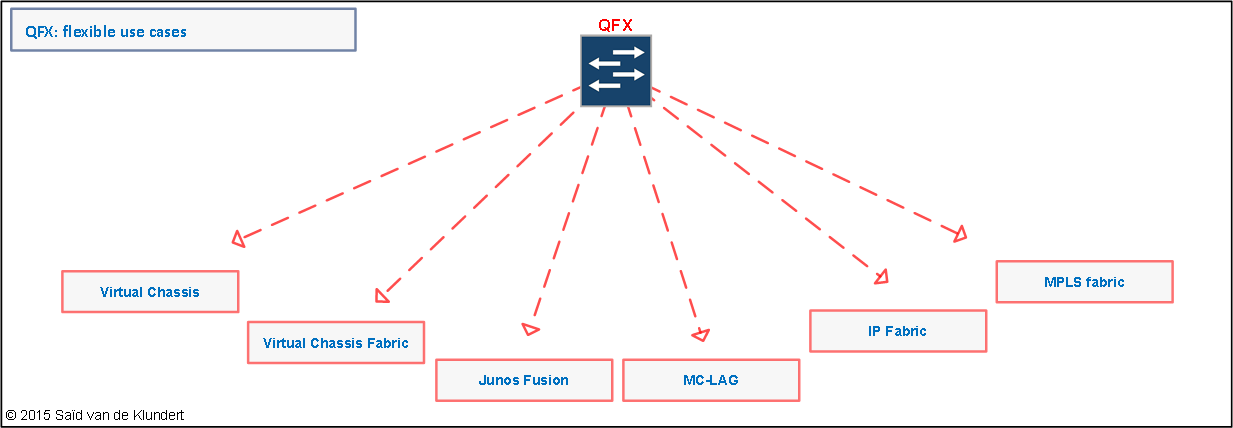 QFX: flexible use cases
QFX
Virtual Chassis
Virtual Chassis Fabric
Junos Fusion
MC-LAG
IP Fabric
MPLS fabric
© 2015 Saïd van de Klundert